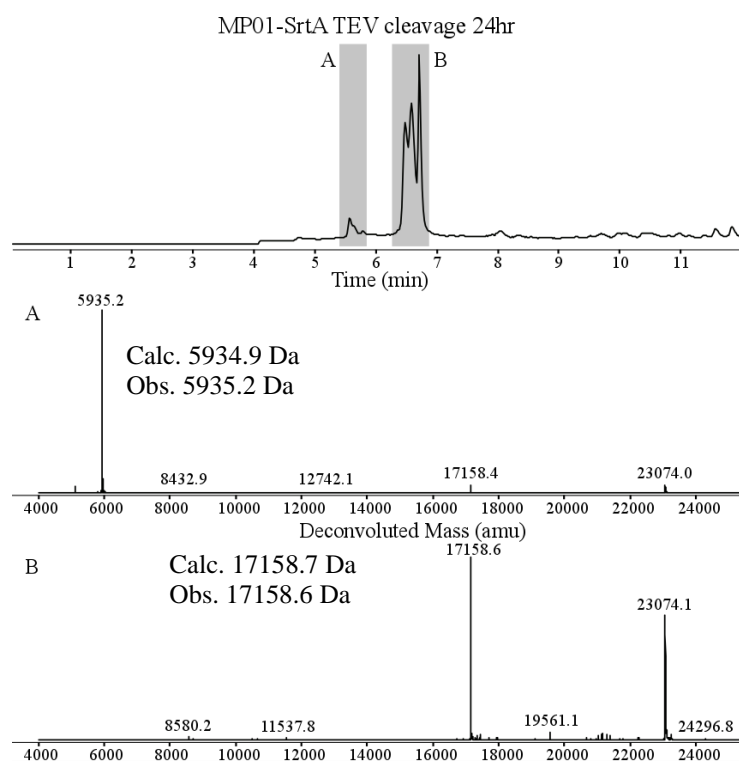 MP01-SrtA TEV cleavage 24hr
A B
1 2 3 4 5 6 7 8 9 10 11
Time (min)
A
5935.2
Calc. 5934.9 Da
Obs. 5935.2 Da
8432.9 12742.1 17158.4 23074.0
4000 6000 8000 10000 12000 14000 16000 18000 20000 22000 24000
Deconvoluted Mass (amu)
B
17158.6
Calc. 17158.7 Da
Obs. 17158.6 Da
23074.1
8580.2 11537.8 19561.1 24296.8
4000 6000 8000 10000 12000 14000 16000 18000 20000 22000 24000